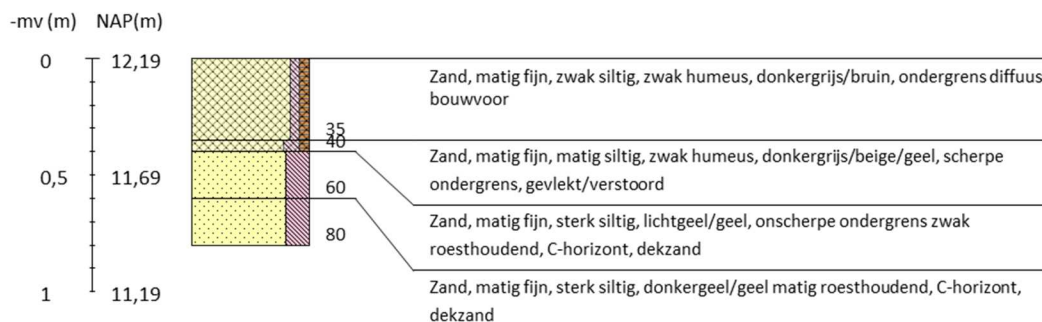 -mv (m) NAP(m)
0 12,19
Zand, matig fijn, zwak siltig, zwak humeus, donkergrijs/bruin, ondergrens diffuus
bouwvoor
35
40
Zand, matig fijn, matig siltig, zwak humeus, donkergrijs/beige/geel, scherpe
ondergrens, gevlekt/verstoord
0,5 11,69
60
Zand, matig fijn, sterk siltig, lichtgeel/geel, onscherpe ondergrens zwak
roesthoudend, C-horizont, dekzand
80
Zand, matig fijn, sterk siltig, donkergeel/geel matig roesthoudend, C-horizont,
dekzand
1 11,19